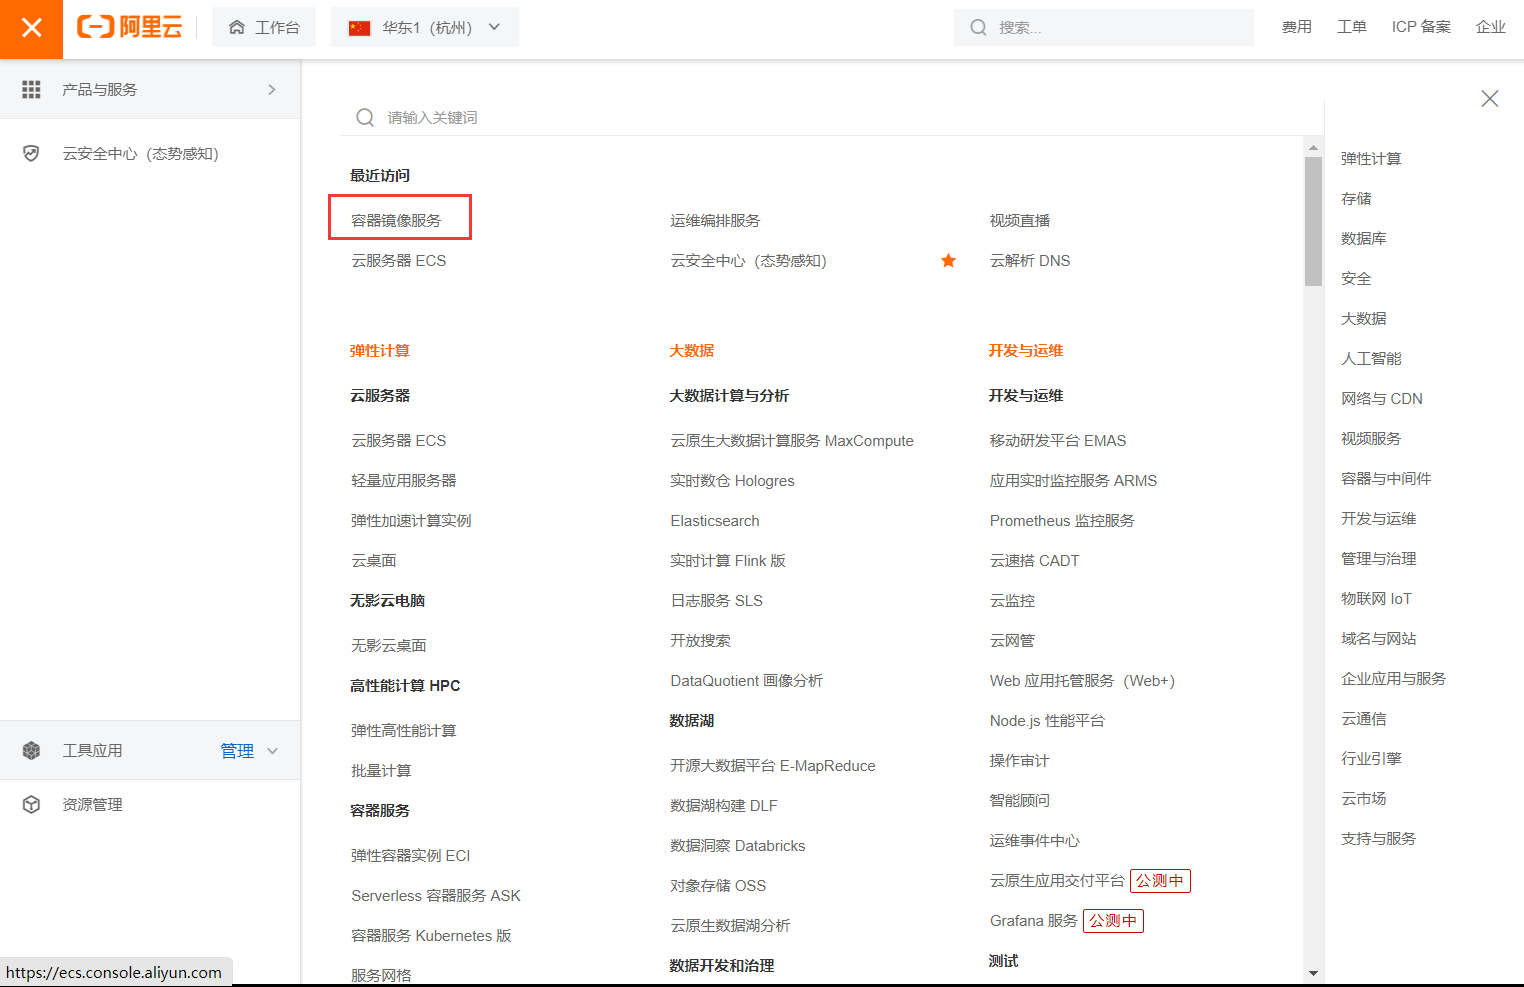 阿里云
工作台
华东1（杭州）
搜索...
费用
工单
ICP 备案
企业
产品与服务
云安全中心（态势感知）
工具应用
管理
资源管理
https://ecs.console.aliyun.com
请输入关键词
最近访问
容器镜像服务
运维编排服务
视频直播
云服务器 ECS
云安全中心（态势感知）
云解析 DNS
弹性计算
云服务器
云服务器 ECS
轻量应用服务器
弹性加速计算实例
云桌面
无影云电脑
无影云桌面
高性能计算 HPC
弹性高性能计算
批量计算
容器服务
弹性容器实例 ECI
Serverless 容器服务 ASK
容器服务 Kubernetes 版
服务网格
大数据
大数据计算与分析
云原生大数据计算服务 MaxCompute
实时数仓 Hologres
Elasticsearch
实时计算 Flink 版
日志服务 SLS
开放搜索
DataQuotient 画像分析
数据湖
开源大数据平台 E-MapReduce
数据湖构建 DLF
数据洞察 Databricks
对象存储 OSS
云原生数据湖分析
数据开发和治理
开发与运维
开发与运维
移动研发平台 EMAS
应用实时监控服务 ARMS
Prometheus 监控服务
云速搭 CADT
云监控
云网管
Web 应用托管服务（Web+）
Node.js 性能平台
操作审计
智能顾问
运维事件中心
云原生应用交付平台 公测中
Grafana 服务 公测中
测试
弹性计算
存储
数据库
安全
大数据
人工智能
网络与 CDN
视频服务
容器与中间件
开发与运维
管理与治理
物联网 IoT
域名与网站
企业应用与服务
云通信
行业引擎
云市场
支持与服务